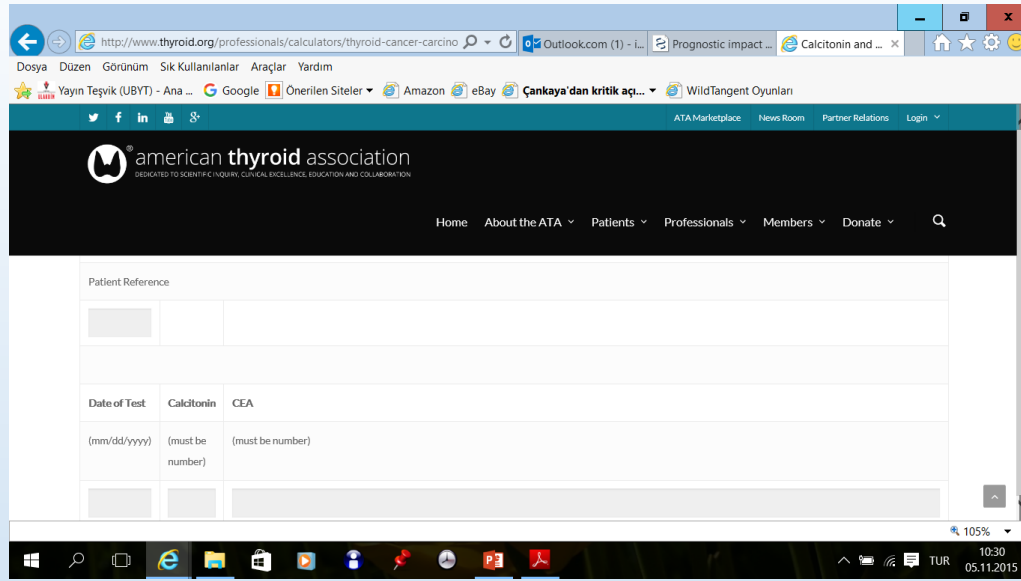 http://www.thyroid.org/professionals/calculators/thyroid-cancer-carcino
Outlook.com (1) - i...
Prognostic impact ...
Calcitonin and ...
Dosya Düzen Görünüm Sık Kullanılanlar Araçlar Yardım
Yayın Teşvik (UBYT) - Ana ... Google Önerilen Siteler Amazon eBay Çankaya'dan kritik açı... WildTangent Oyunları
ATA Marketplace News Room Partner Relations Login
american thyroid association
DEDICATED TO SCIENTIFIC INQUIRY, CLINICAL EXCELLENCE, EDUCATION AND COLLABORATION
Home About the ATA Patients Professionals Members Donate
Patient Reference
Date of Test Calcitonin CEA
(mm/dd/yyyy) (must be number) (must be number)
105%
TUR
10:30
05.11.2015